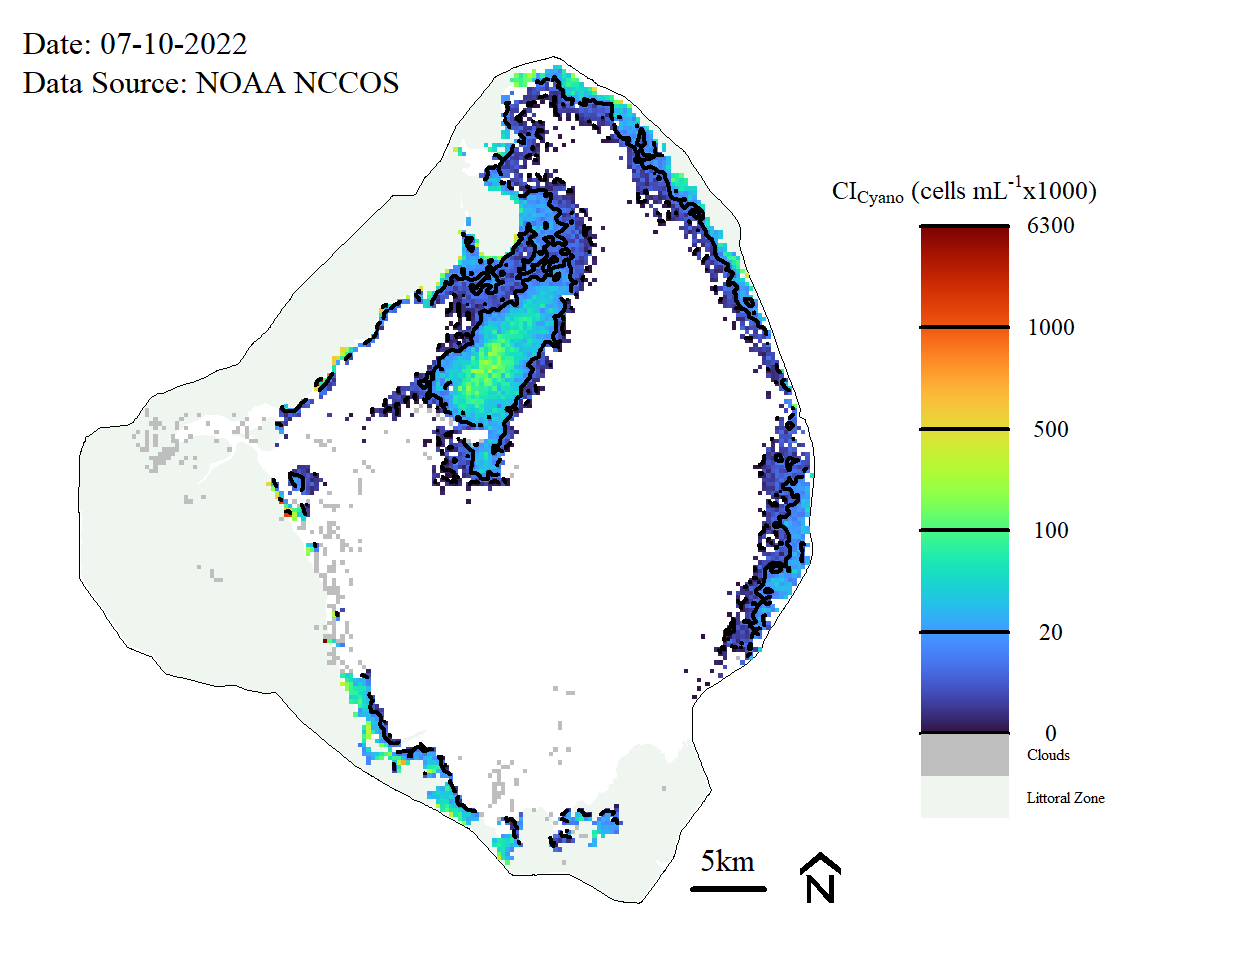 Date: 07-10-2022
Data Source: NOAA NCCOS
CICyano (cells mL-1x1000)
6300
1000
500
100
20
0
Clouds
Littoral Zone
5km
N